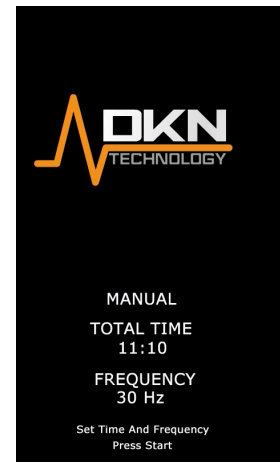 DKN
TECHNOLOGY
MANUAL
TOTAL TIME
11:10
FREQUENCY
30 Hz
Set Time And Frequency
Press Start